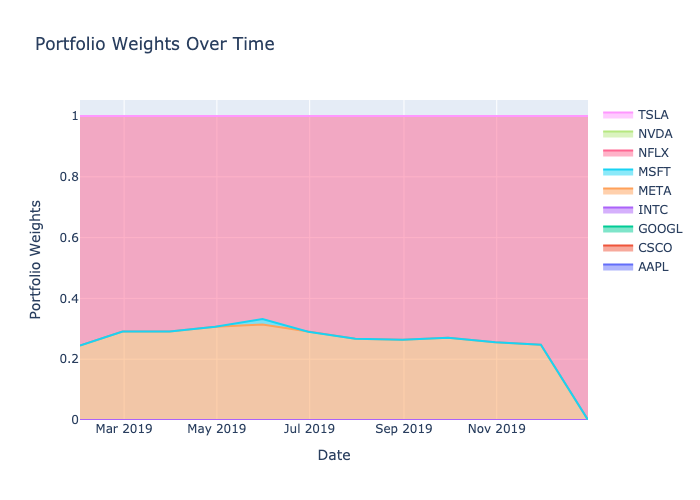 Portfolio Weights Over Time
1
0.8
0.6
0.4
0.2
0
Portfolio Weights
Mar 2019
May 2019
Jul 2019
Sep 2019
Nov 2019
Date
TSLA
NVDA
NFLX
MSFT
META
INTC
GOOGL
CSCO
AAPL